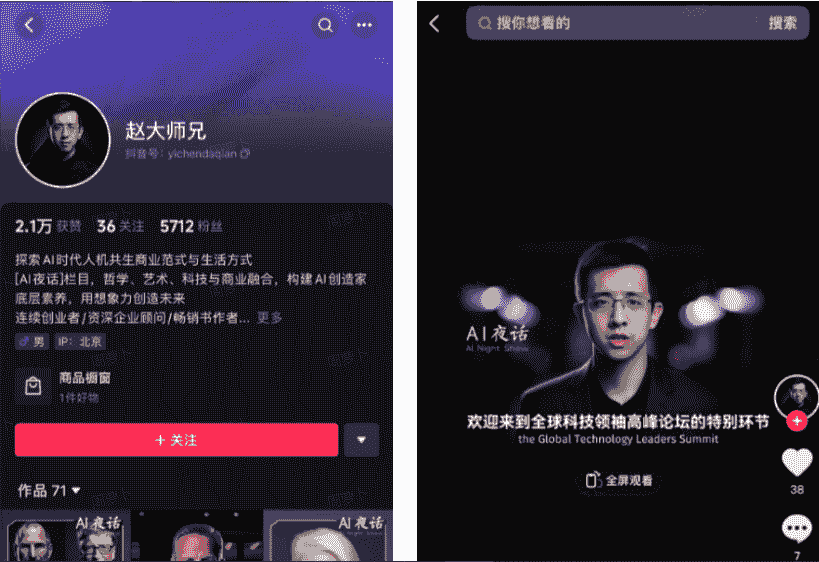 赵大师兄
抖音号：yichendaqian
2.1万 获赞 36 关注 5712 粉丝
探索AI时代人机共生商业范式与生活方式
[AI夜话]栏目，哲学、艺术、科技与商业融合，构建AI创造家
底层素养，用想象力创造未来
连续创业者/资深企业顾问/畅销书作者... 更多
男 IP：北京
商品橱窗
1件好物
+ 关注
作品 71
AI夜话
AI夜话
搜你想看的 搜索
AI夜话
AI Night Show
欢迎来到全球科技领袖高峰论坛的特别环节
the Global Technology Leaders Summit
全屏观看
38
7